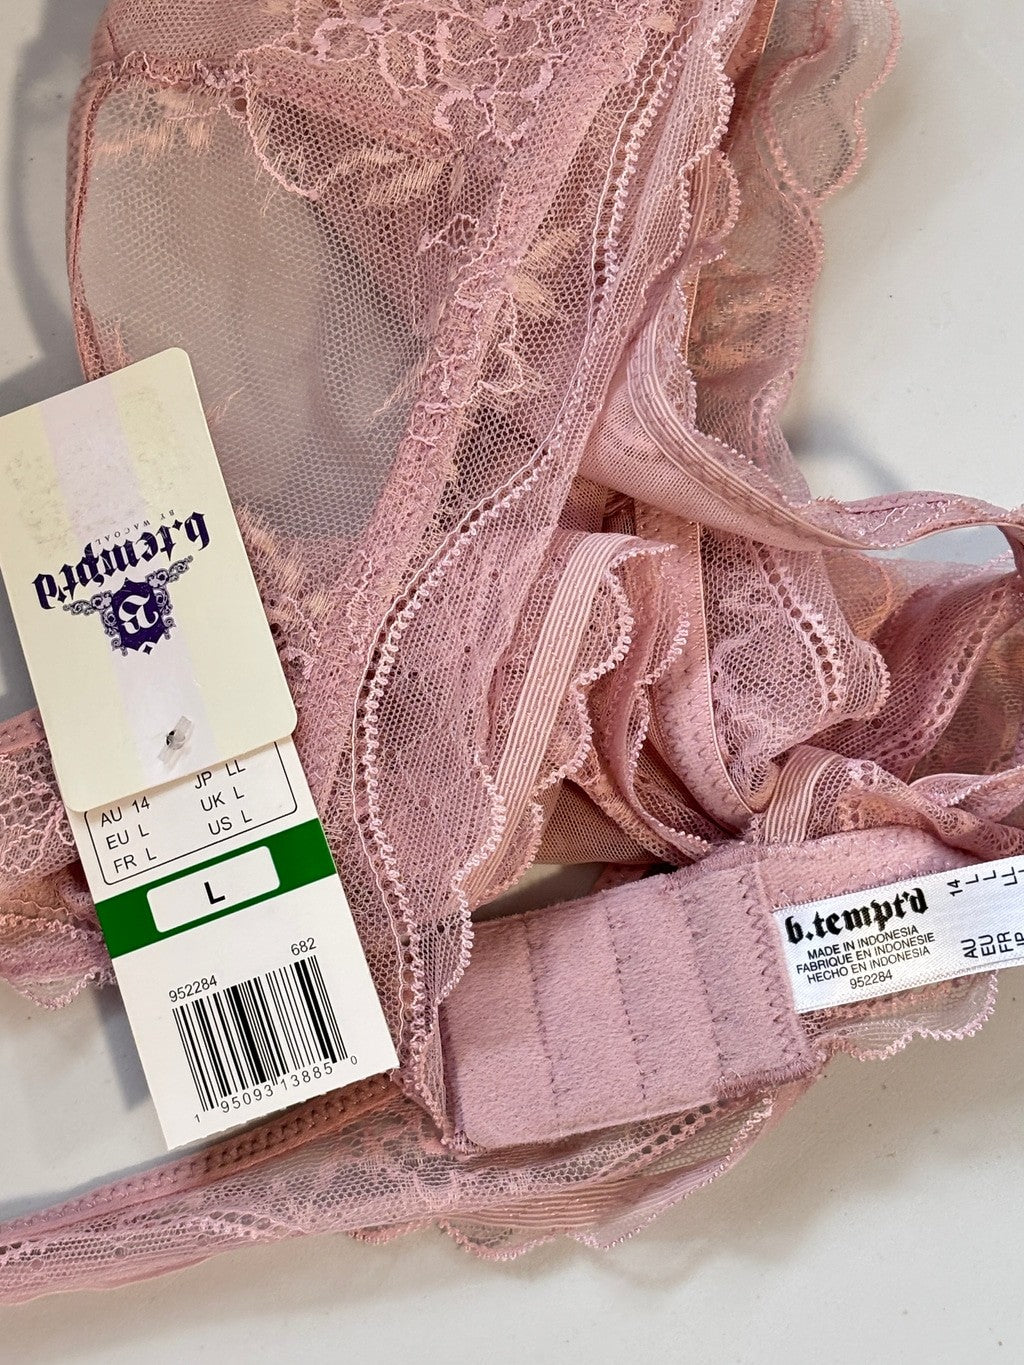 b.tempt'd
BY WACOAL
B
JP LL
AU 14
UK L
EU L
US L
FR L
L
682
952284
1 95093 13885 0
b.tempt'd
MADE IN INDONESIA
FABRIQUE EN INDONESIE
HECHO EN INDONESIA
952284
AU 14
EU L
FR L
JP LL